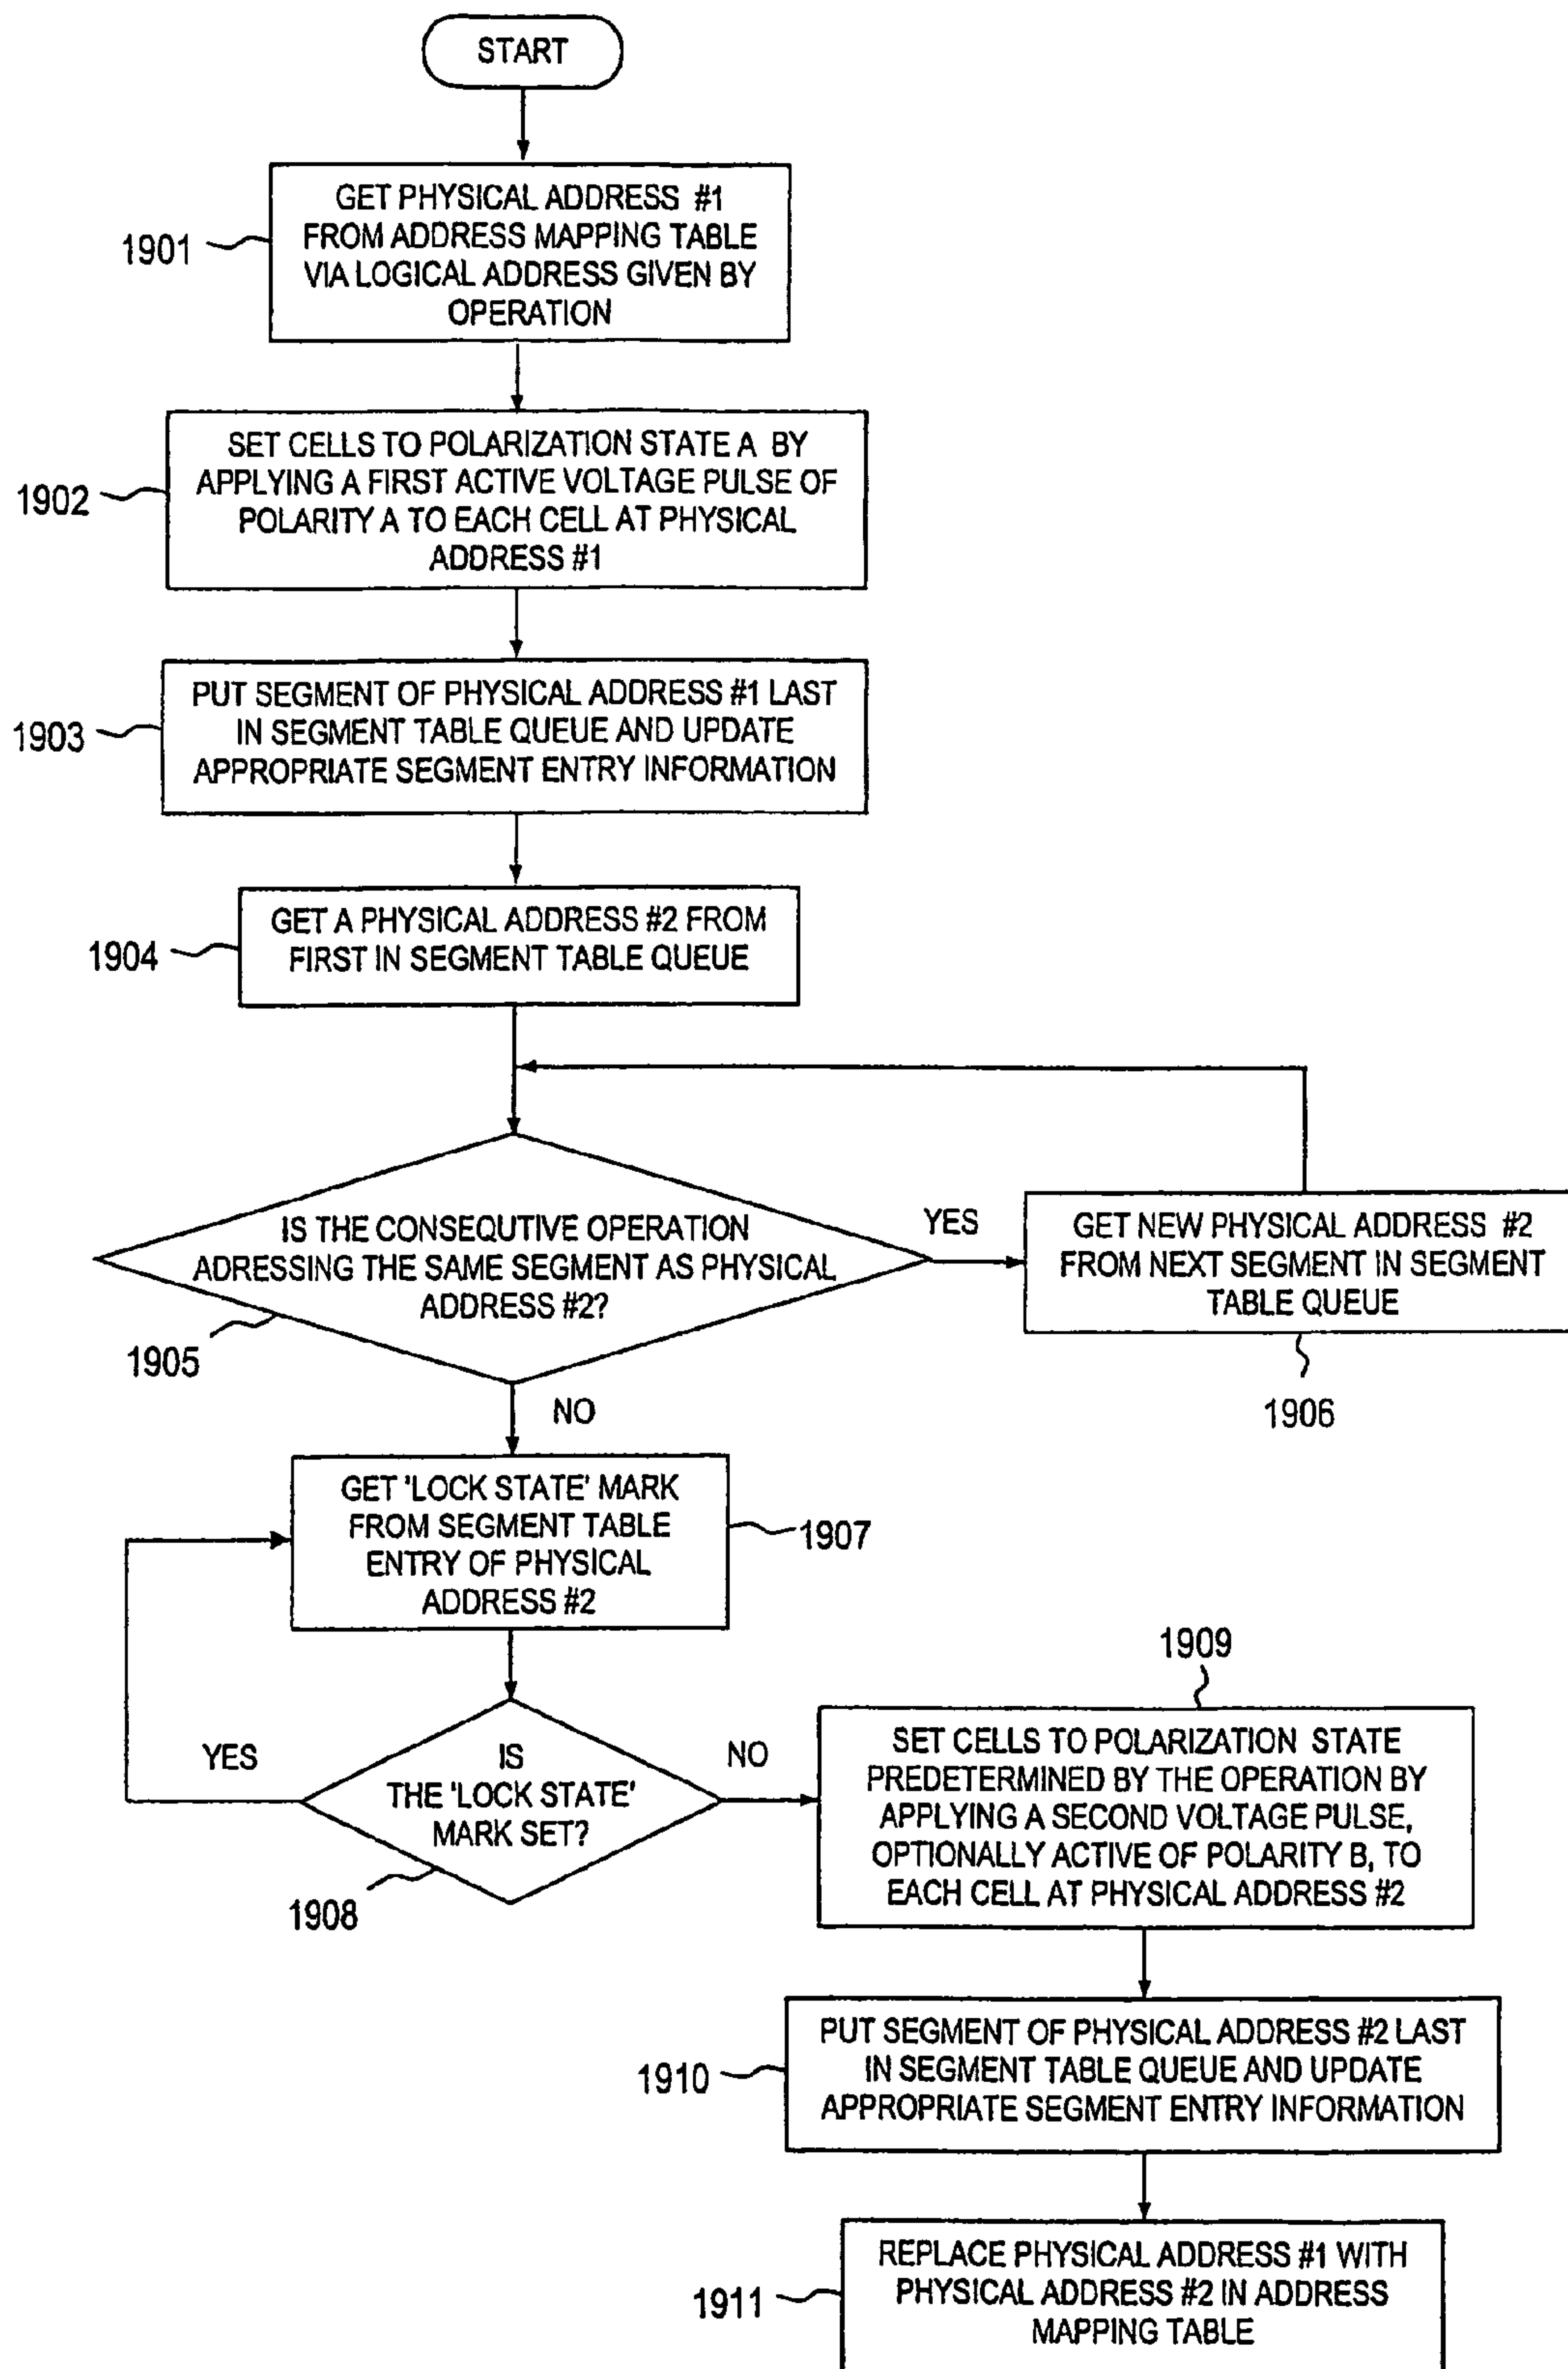 START
GET PHYSICAL ADDRESS #1
FROM ADDRESS MAPPING TABLE
VIA LOGICAL ADDRESS GIVEN BY
OPERATION
1901
SET CELLS TO POLARIZATION STATE A BY
APPLYING A FIRST ACTIVE VOLTAGE PULSE OF
POLARITY A TO EACH CELL AT PHYSICAL
ADDRESS #1
1902
PUT SEGMENT OF PHYSICAL ADDRESS #1 LAST
IN SEGMENT TABLE QUEUE AND UPDATE
APPROPRIATE SEGMENT ENTRY INFORMATION
1903
GET A PHYSICAL ADDRESS #2 FROM
FIRST IN SEGMENT TABLE QUEUE
1904
IS THE CONSEQUTIVE OPERATION
ADRESSING THE SAME SEGMENT AS PHYSICAL
ADDRESS #2?
1905
YES
GET NEW PHYSICAL ADDRESS #2
FROM NEXT SEGMENT IN SEGMENT
TABLE QUEUE
1906
NO
GET 'LOCK STATE' MARK
FROM SEGMENT TABLE
ENTRY OF PHYSICAL
ADDRESS #2
1907
IS
THE 'LOCK STATE'
MARK SET?
1908
YES
NO
1909
SET CELLS TO POLARIZATION STATE
PREDETERMINED BY THE OPERATION BY
APPLYING A SECOND VOLTAGE PULSE,
OPTIONALLY ACTIVE OF POLARITY B, TO
EACH CELL AT PHYSICAL ADDRESS #2
PUT SEGMENT OF PHYSICAL ADDRESS #2 LAST
IN SEGMENT TABLE QUEUE AND UPDATE
APPROPRIATE SEGMENT ENTRY INFORMATION
1910
REPLACE PHYSICAL ADDRESS #1 WITH
PHYSICAL ADDRESS #2 IN ADDRESS
MAPPING TABLE
1911